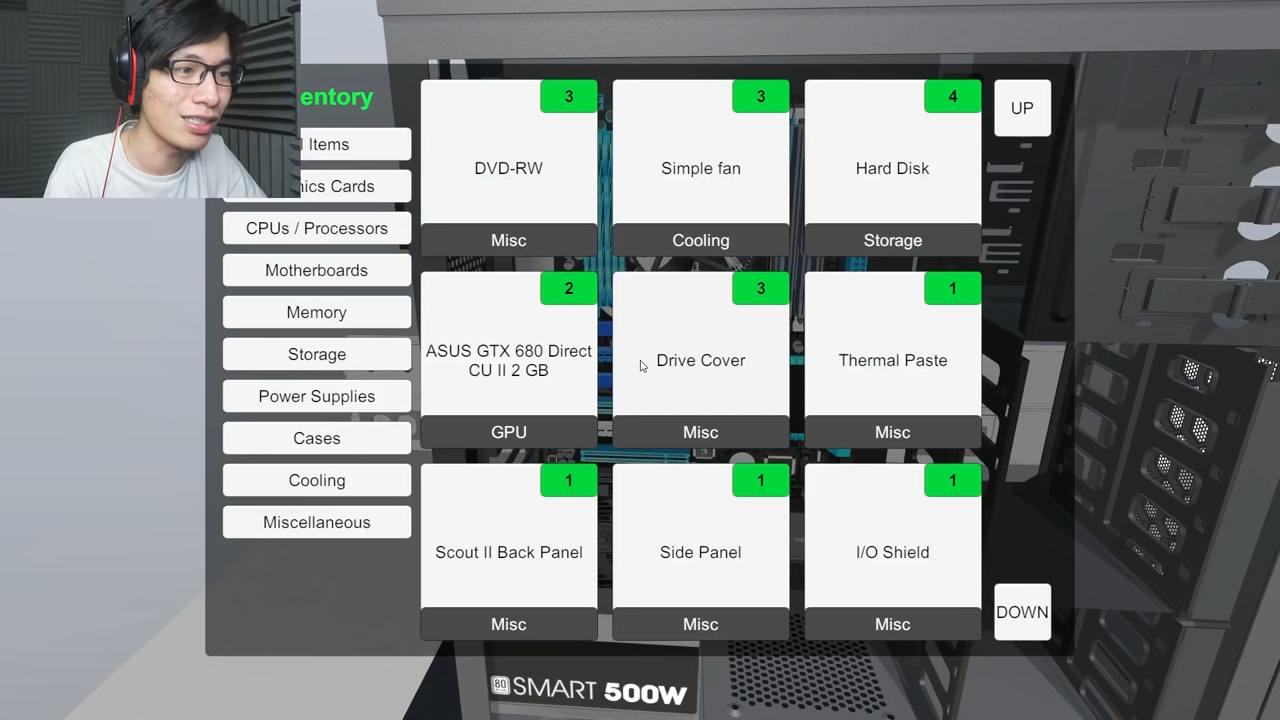 entory
l Items
hics Cards
CPUs / Processors
Motherboards
Memory
Storage
Power Supplies
Cases
Cooling
Miscellaneous
3
DVD-RW
Misc
3
Simple fan
Cooling
4
Hard Disk
Storage
2
ASUS GTX 680 Direct
CU II 2 GB
GPU
3
Drive Cover
Misc
1
Thermal Paste
Misc
1
Scout II Back Panel
Misc
1
Side Panel
Misc
1
I/O Shield
Misc
UP
DOWN
80 SMART 500W